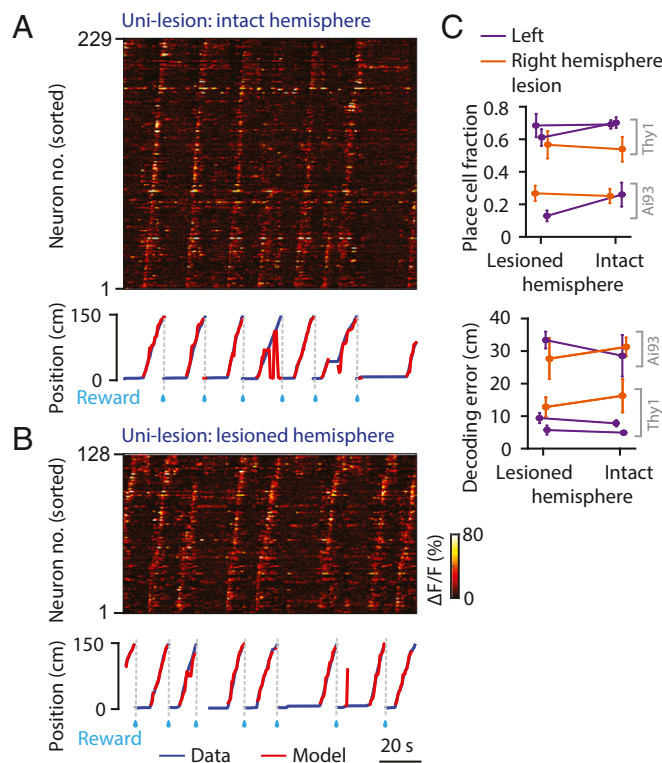 A
Uni-lesion: intact hemisphere
229
Neuron no. (sorted)
1
150
Position (cm)
0
Reward
B
Uni-lesion: lesioned hemisphere
128
Neuron no. (sorted)
1
80
ΔF/F (%)
0
150
Position (cm)
0
Reward
Data
Model
20 s
C
Left
Right hemisphere
lesion
0.8
0.6
0.4
0.2
0
Place cell fraction
Thy1
Ai93
Lesioned Intact
hemisphere
40
30
20
10
0
Decoding error (cm)
Ai93
Thy1
Lesioned Intact
hemisphere